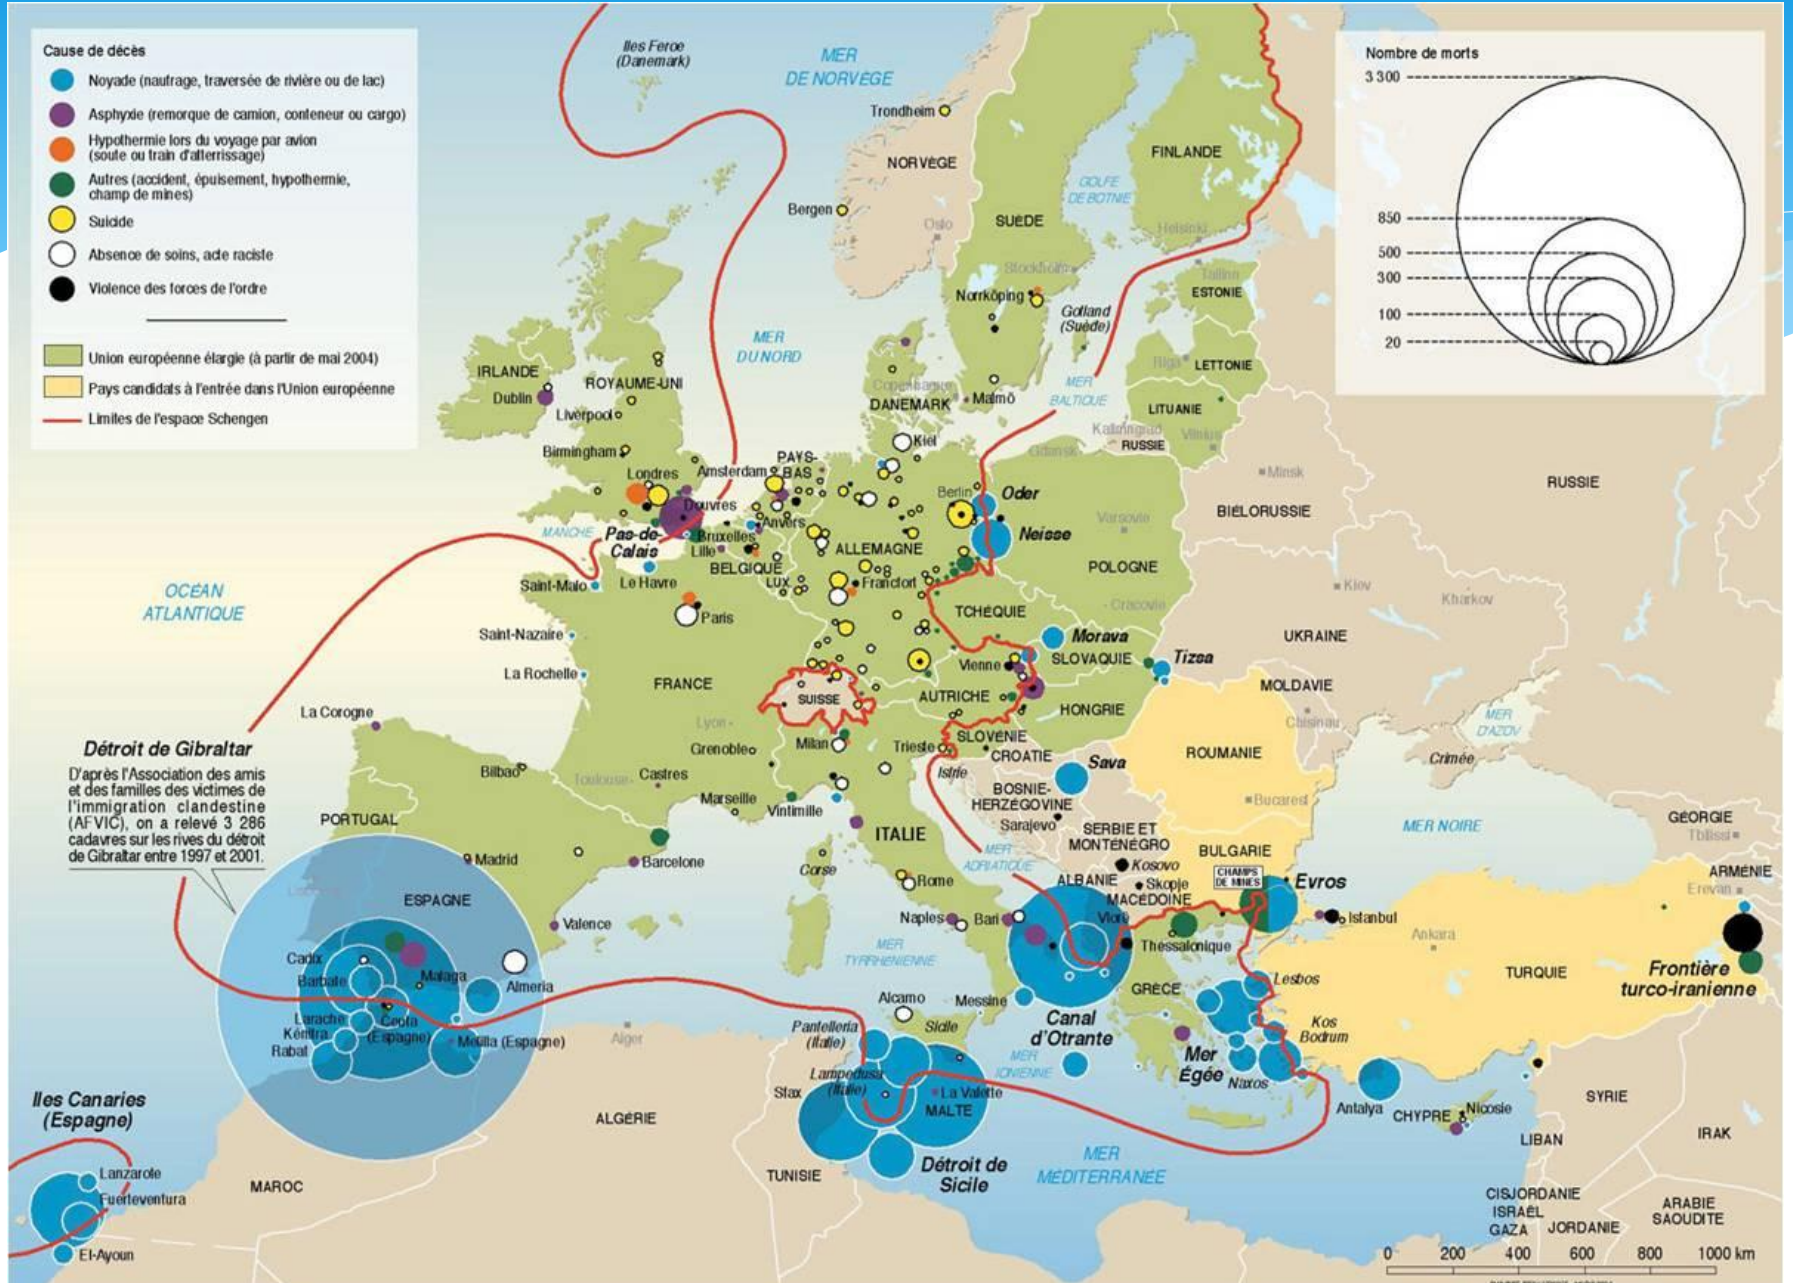 Cause de décès
Noyade (naufrage, traversée de rivière ou de lac)
Asphyxie (remorque de camion, conteneur ou cargo)
Hypothermie lors du voyage par avion
(soute ou train d'atterrissage)
Autres (accident, épuisement, hypothermie,
champ de mines)
Suicide
Absence de soins, acte raciste
Violence des forces de l'ordre
Union européenne élargie (à partir de mai 2004)
Pays candidats à l'entrée dans l'Union européenne
Limites de l'espace Schengen
Nombre de morts
3 300
850
500
300
100
20
Iles Feroe
(Danemark)
MER
DE NORVÈGE
Trondheim
NORVÈGE
Bergen
Oslo
SUÈDE
FINLANDE
GOLFE
DE BOTNIE
Helsinki
Stockholm
Tallinn
Norrköping
ESTONIE
Gotland
(Suède)
MER
DU NORD
Riga
LETTONIE
IRLANDE
ROYAUME-UNI
Dublin
Liverpool
Copenhague
DANEMARK
Malmö
MER
BALTIQUE
LITUANIE
Kaliningrad
RUSSIE
Vilnius
Birmingham
Kiel
Gdansk
Minsk
RUSSIE
Londres
Amsterdam
PAYS-
BAS
Berlin
Oder
BIÉLORUSSIE
Douvres
Varsovie
MANCHE
Pas-de-
Calais
Anvers
Bruxelles
Lille
BELGIQUE
ALLEMAGNE
Neisse
POLOGNE
OCÉAN
ATLANTIQUE
Saint-Malo
Le Havre
LUX.
Francfort
Kiev
Kharkov
Paris
TCHÉQUIE
Cracovie
Saint-Nazaire
Morava
UKRAINE
La Rochelle
Vienne
SLOVAQUIE
Tizsa
FRANCE
SUISSE
AUTRICHE
HONGRIE
MOLDAVIE
Chisinau
MER
D'AZOV
La Corogne
Lyon
Grenoble
Milan
Trieste
SLOVÉNIE
CROATIE
ROUMANIE
Crimée
Détroit de Gibraltar
D'après l'Association des amis
et des familles des victimes de
l'immigration clandestine
(AFVIC), on a relevé 3 286
cadavres sur les rives du détroit
de Gibraltar entre 1997 et 2001.
Bilbao
Toulouse
Castres
Istrie
Sava
Marseille
Vintimille
BOSNIE-
HERZÉGOVINE
Sarajevo
Bucarest
PORTUGAL
ITALIE
SERBIE ET
MONTÉNÉGRO
MER NOIRE
GÉORGIE
Tbilissi
Madrid
Barcelone
Corse
MER
ADRIATIQUE
BULGARIE
Kosovo
ARMÉNIE
Erevan
ESPAGNE
Rome
ALBANIE
Skopje
MACÉDOINE
CHAMPS
DE MINES
Evros
Valence
Naples
Bari
Vlorë
Thessalonique
Istanbul
Ankara
Cadix
Barbate
Malaga
Almeria
MER
TYRRHÉNIENNE
GRÈCE
Lesbos
TURQUIE
Frontière
turco-iranienne
Larache
Kénitra
Rabat
Ceuta
(Espagne)
Melilla (Espagne)
Alger
Alcamo
Messine
Pantelleria
(Italie)
Sicile
Canal
d'Otrante
Kos
Bodrum
Lampedusa
(Italie)
MER
IONIENNE
Mer
Égée
Naxos
Sfax
La Valette
MALTE
Antalya
CHYPRE
Nicosie
SYRIE
Iles Canaries
(Espagne)
ALGÉRIE
LIBAN
IRAK
Lanzarote
Fuerteventura
MAROC
TUNISIE
Détroit de
Sicile
MER
MÉDITERRANÉE
CISJORDANIE
ISRAËL
GAZA
JORDANIE
ARABIE
SAOUDITE
El-Ayoun
0 200 400 600 800 1000 km